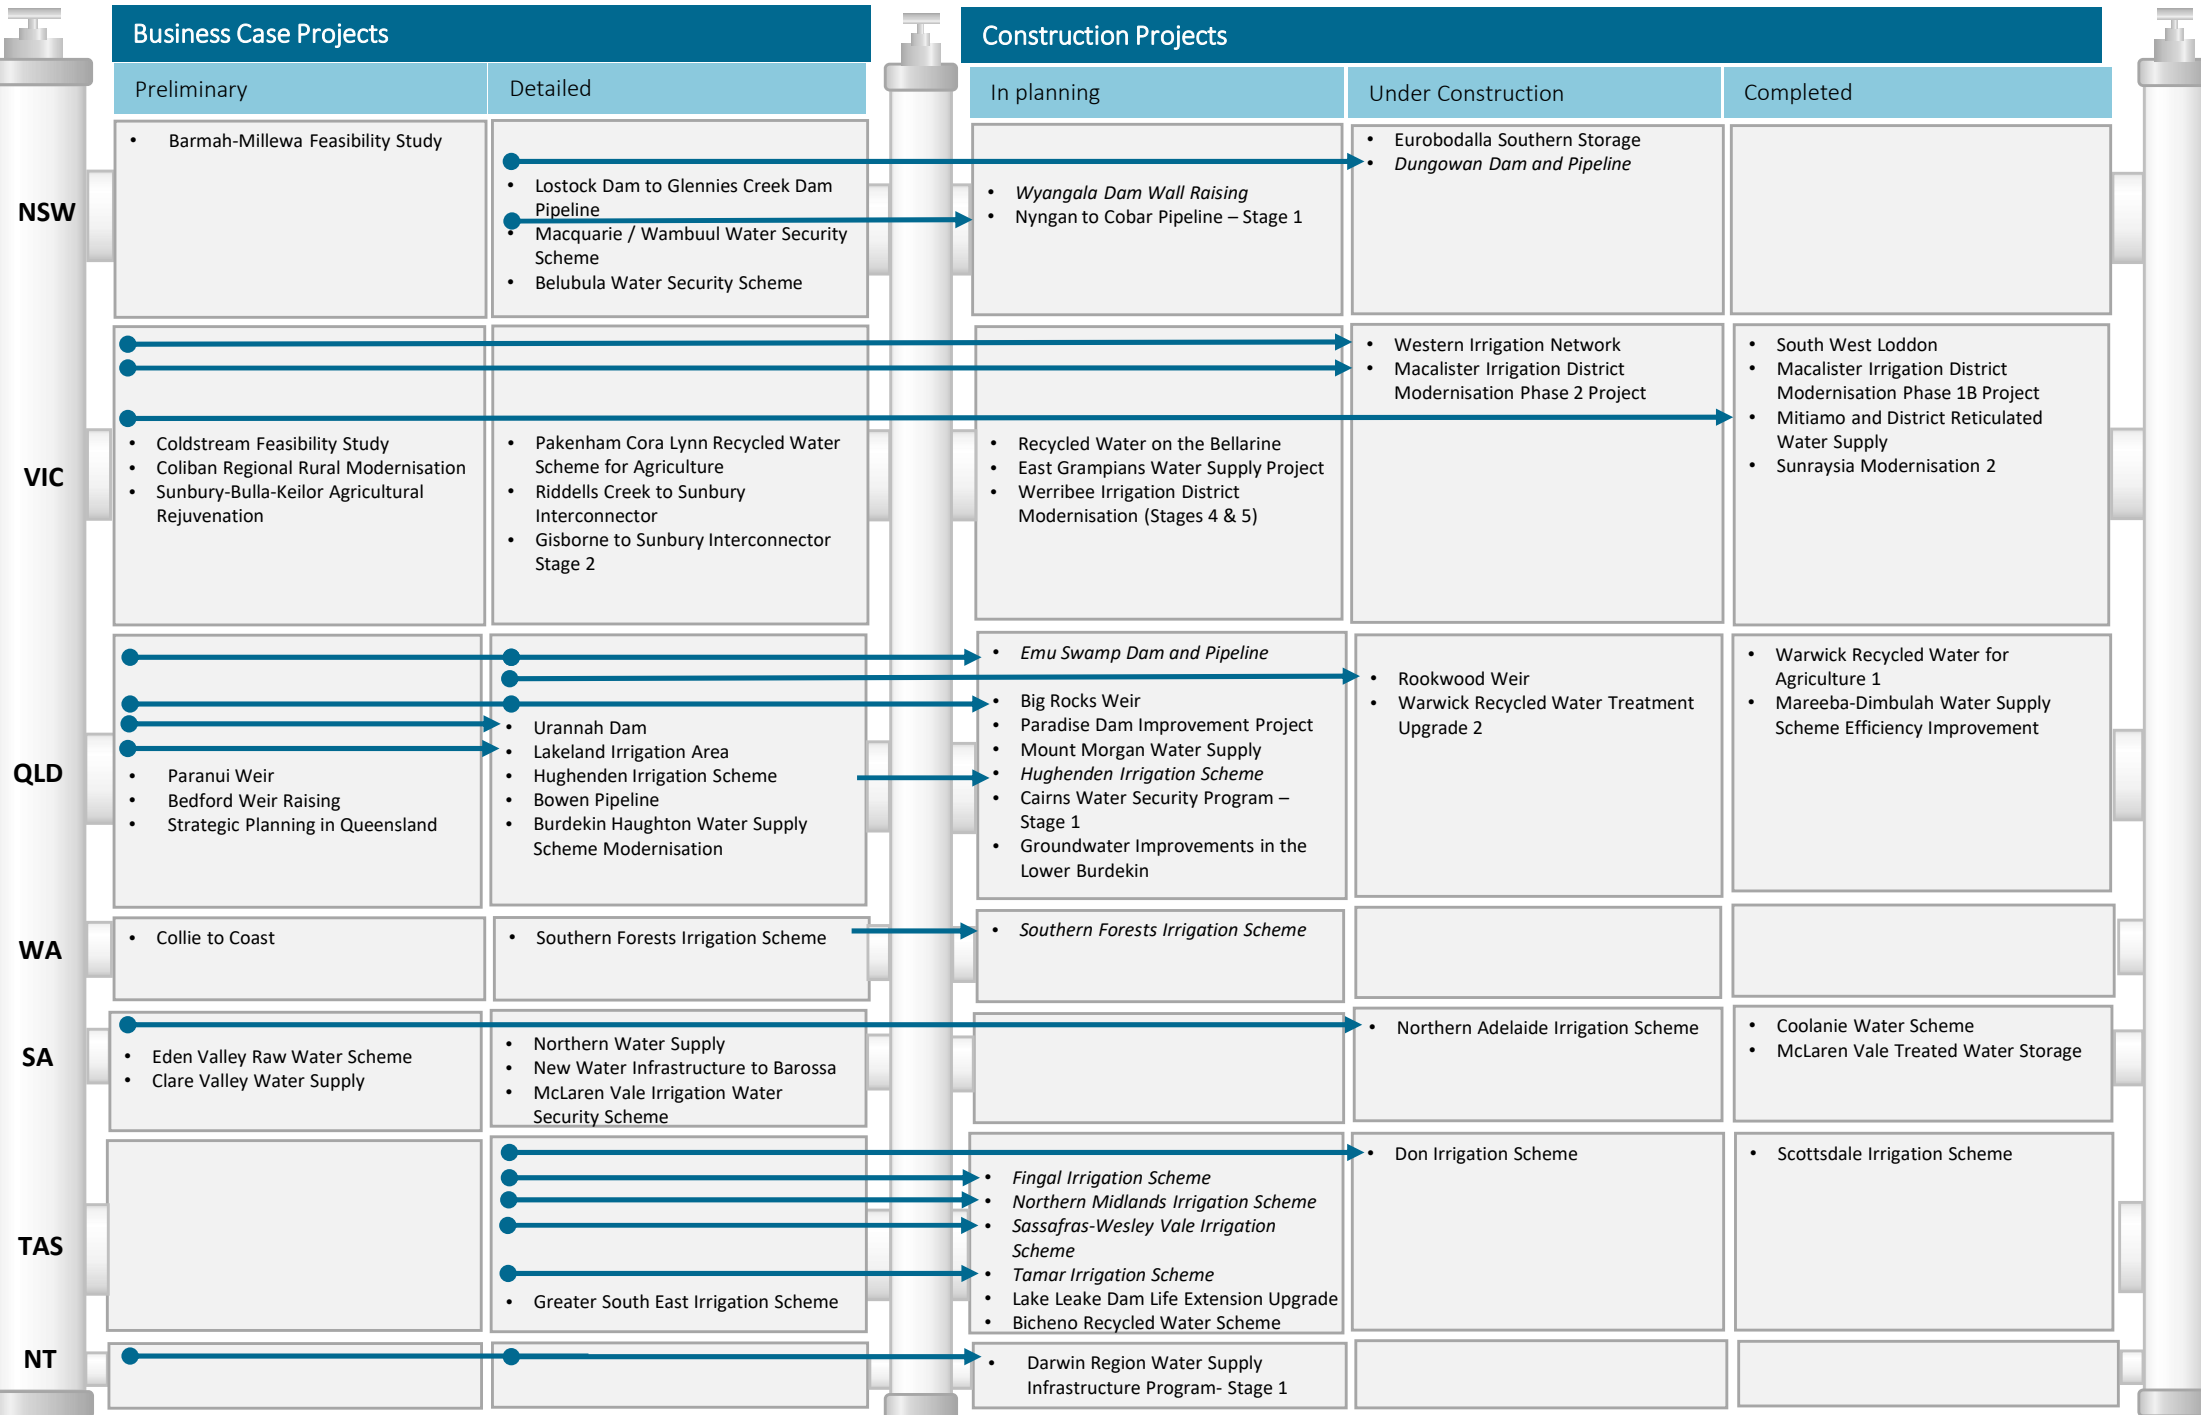 Business Case Projects
Construction Projects
Preliminary
Detailed
In planning
Under Construction
Completed
NSW
• Barmah-Millewa Feasibility Study
• Lostock Dam to Glennies Creek Dam
Pipeline
• Macquarie / Wambuul Water Security
Scheme
• Belubula Water Security Scheme
• Wyangala Dam Wall Raising
• Nyngan to Cobar Pipeline – Stage 1
• Eurobodalla Southern Storage
• Dungowan Dam and Pipeline
VIC
• Coldstream Feasibility Study
• Coliban Regional Rural Modernisation
• Sunbury-Bulla-Keilor Agricultural
Rejuvenation
• Pakenham Cora Lynn Recycled Water
Scheme for Agriculture
• Riddells Creek to Sunbury
Interconnector
• Gisborne to Sunbury Interconnector
Stage 2
• Recycled Water on the Bellarine
• East Grampians Water Supply Project
• Werribee Irrigation District
Modernisation (Stages 4 & 5)
• Western Irrigation Network
• Macalister Irrigation District
Modernisation Phase 2 Project
• South West Loddon
• Macalister Irrigation District
Modernisation Phase 1B Project
• Mitiamo and District Reticulated
Water Supply
• Sunraysia Modernisation 2
QLD
• Paranui Weir
• Bedford Weir Raising
• Strategic Planning in Queensland
• Urannah Dam
• Lakeland Irrigation Area
• Hughenden Irrigation Scheme
• Bowen Pipeline
• Burdekin Haughton Water Supply
Scheme Modernisation
• Emu Swamp Dam and Pipeline
• Big Rocks Weir
• Paradise Dam Improvement Project
• Mount Morgan Water Supply
• Hughenden Irrigation Scheme
• Cairns Water Security Program –
Stage 1
• Groundwater Improvements in the
Lower Burdekin
• Rookwood Weir
• Warwick Recycled Water Treatment
Upgrade 2
• Warwick Recycled Water for
Agriculture 1
• Mareeba-Dimbulah Water Supply
Scheme Efficiency Improvement
WA
• Collie to Coast
• Southern Forests Irrigation Scheme
• Southern Forests Irrigation Scheme
SA
• Eden Valley Raw Water Scheme
• Clare Valley Water Supply
• Northern Water Supply
• New Water Infrastructure to Barossa
• McLaren Vale Irrigation Water
Security Scheme
• Northern Adelaide Irrigation Scheme
• Coolanie Water Scheme
• McLaren Vale Treated Water Storage
TAS
• Greater South East Irrigation Scheme
• Fingal Irrigation Scheme
• Northern Midlands Irrigation Scheme
• Sassafras-Wesley Vale Irrigation
Scheme
• Tamar Irrigation Scheme
• Lake Leake Dam Life Extension Upgrade
• Bicheno Recycled Water Scheme
• Don Irrigation Scheme
• Scottsdale Irrigation Scheme
NT
• Darwin Region Water Supply
Infrastructure Program- Stage 1